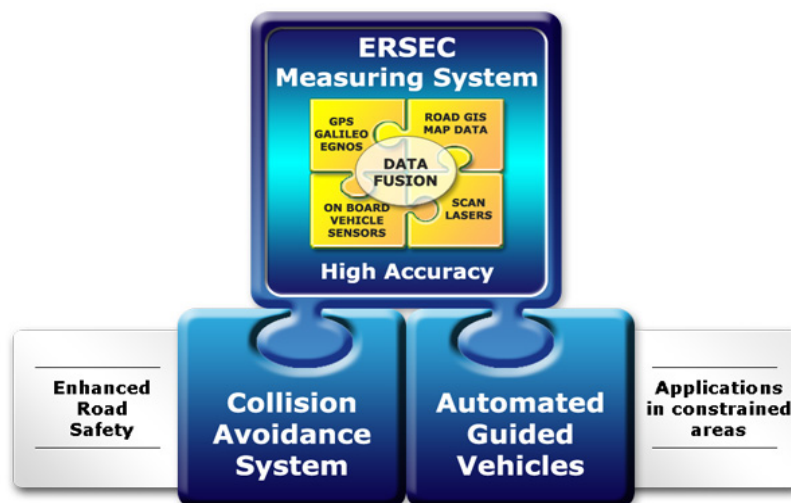 ERSEC
Measuring System
GPS
GALILEO
EGNOS
ROAD GIS
MAP DATA
DATA
FUSION
ON BOARD
VEHICLE
SENSORS
SCAN
LASERS
High Accuracy
Enhanced
Road
Safety
Collision
Avoidance
System
Automated
Guided
Vehicles
Applications
in constrained
areas